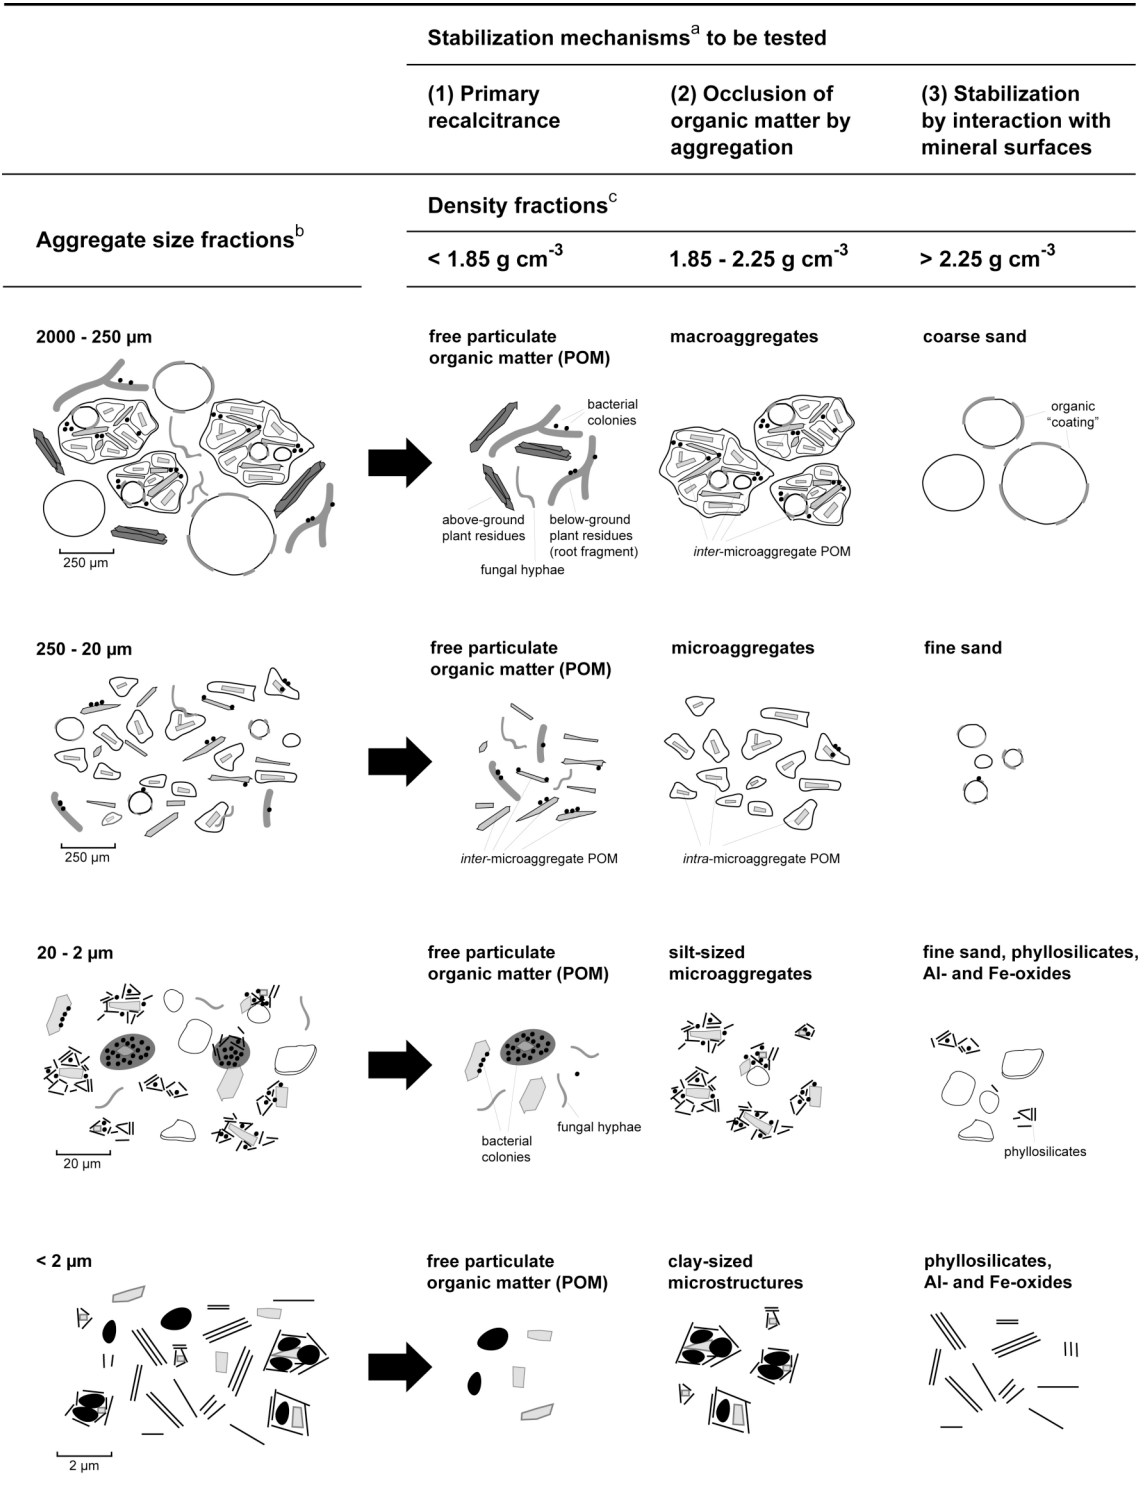 Stabilization mechanismsa to be tested
(1) Primary
recalcitrance
(2) Occlusion of
organic matter by
aggregation
(3) Stabilization
by interaction with
mineral surfaces
Aggregate size fractionsb
Density fractionsc
< 1.85 g cm-3
1.85 - 2.25 g cm-3
> 2.25 g cm-3
2000 - 250 µm
250 µm
free particulate
organic matter (POM)
bacterial
colonies
above-ground
plant residues
below-ground
plant residues
(root fragment)
fungal hyphae
macroaggregates
inter-microaggregate POM
coarse sand
organic
“coating”
250 - 20 µm
250 µm
free particulate
organic matter (POM)
inter-microaggregate POM
microaggregates
intra-microaggregate POM
fine sand
20 - 2 µm
20 µm
free particulate
organic matter (POM)
bacterial
colonies
fungal hyphae
silt-sized
microaggregates
fine sand, phyllosilicates,
Al- and Fe-oxides
phyllosilicates
< 2 µm
2 µm
free particulate
organic matter (POM)
clay-sized
microstructures
phyllosilicates,
Al- and Fe-oxides